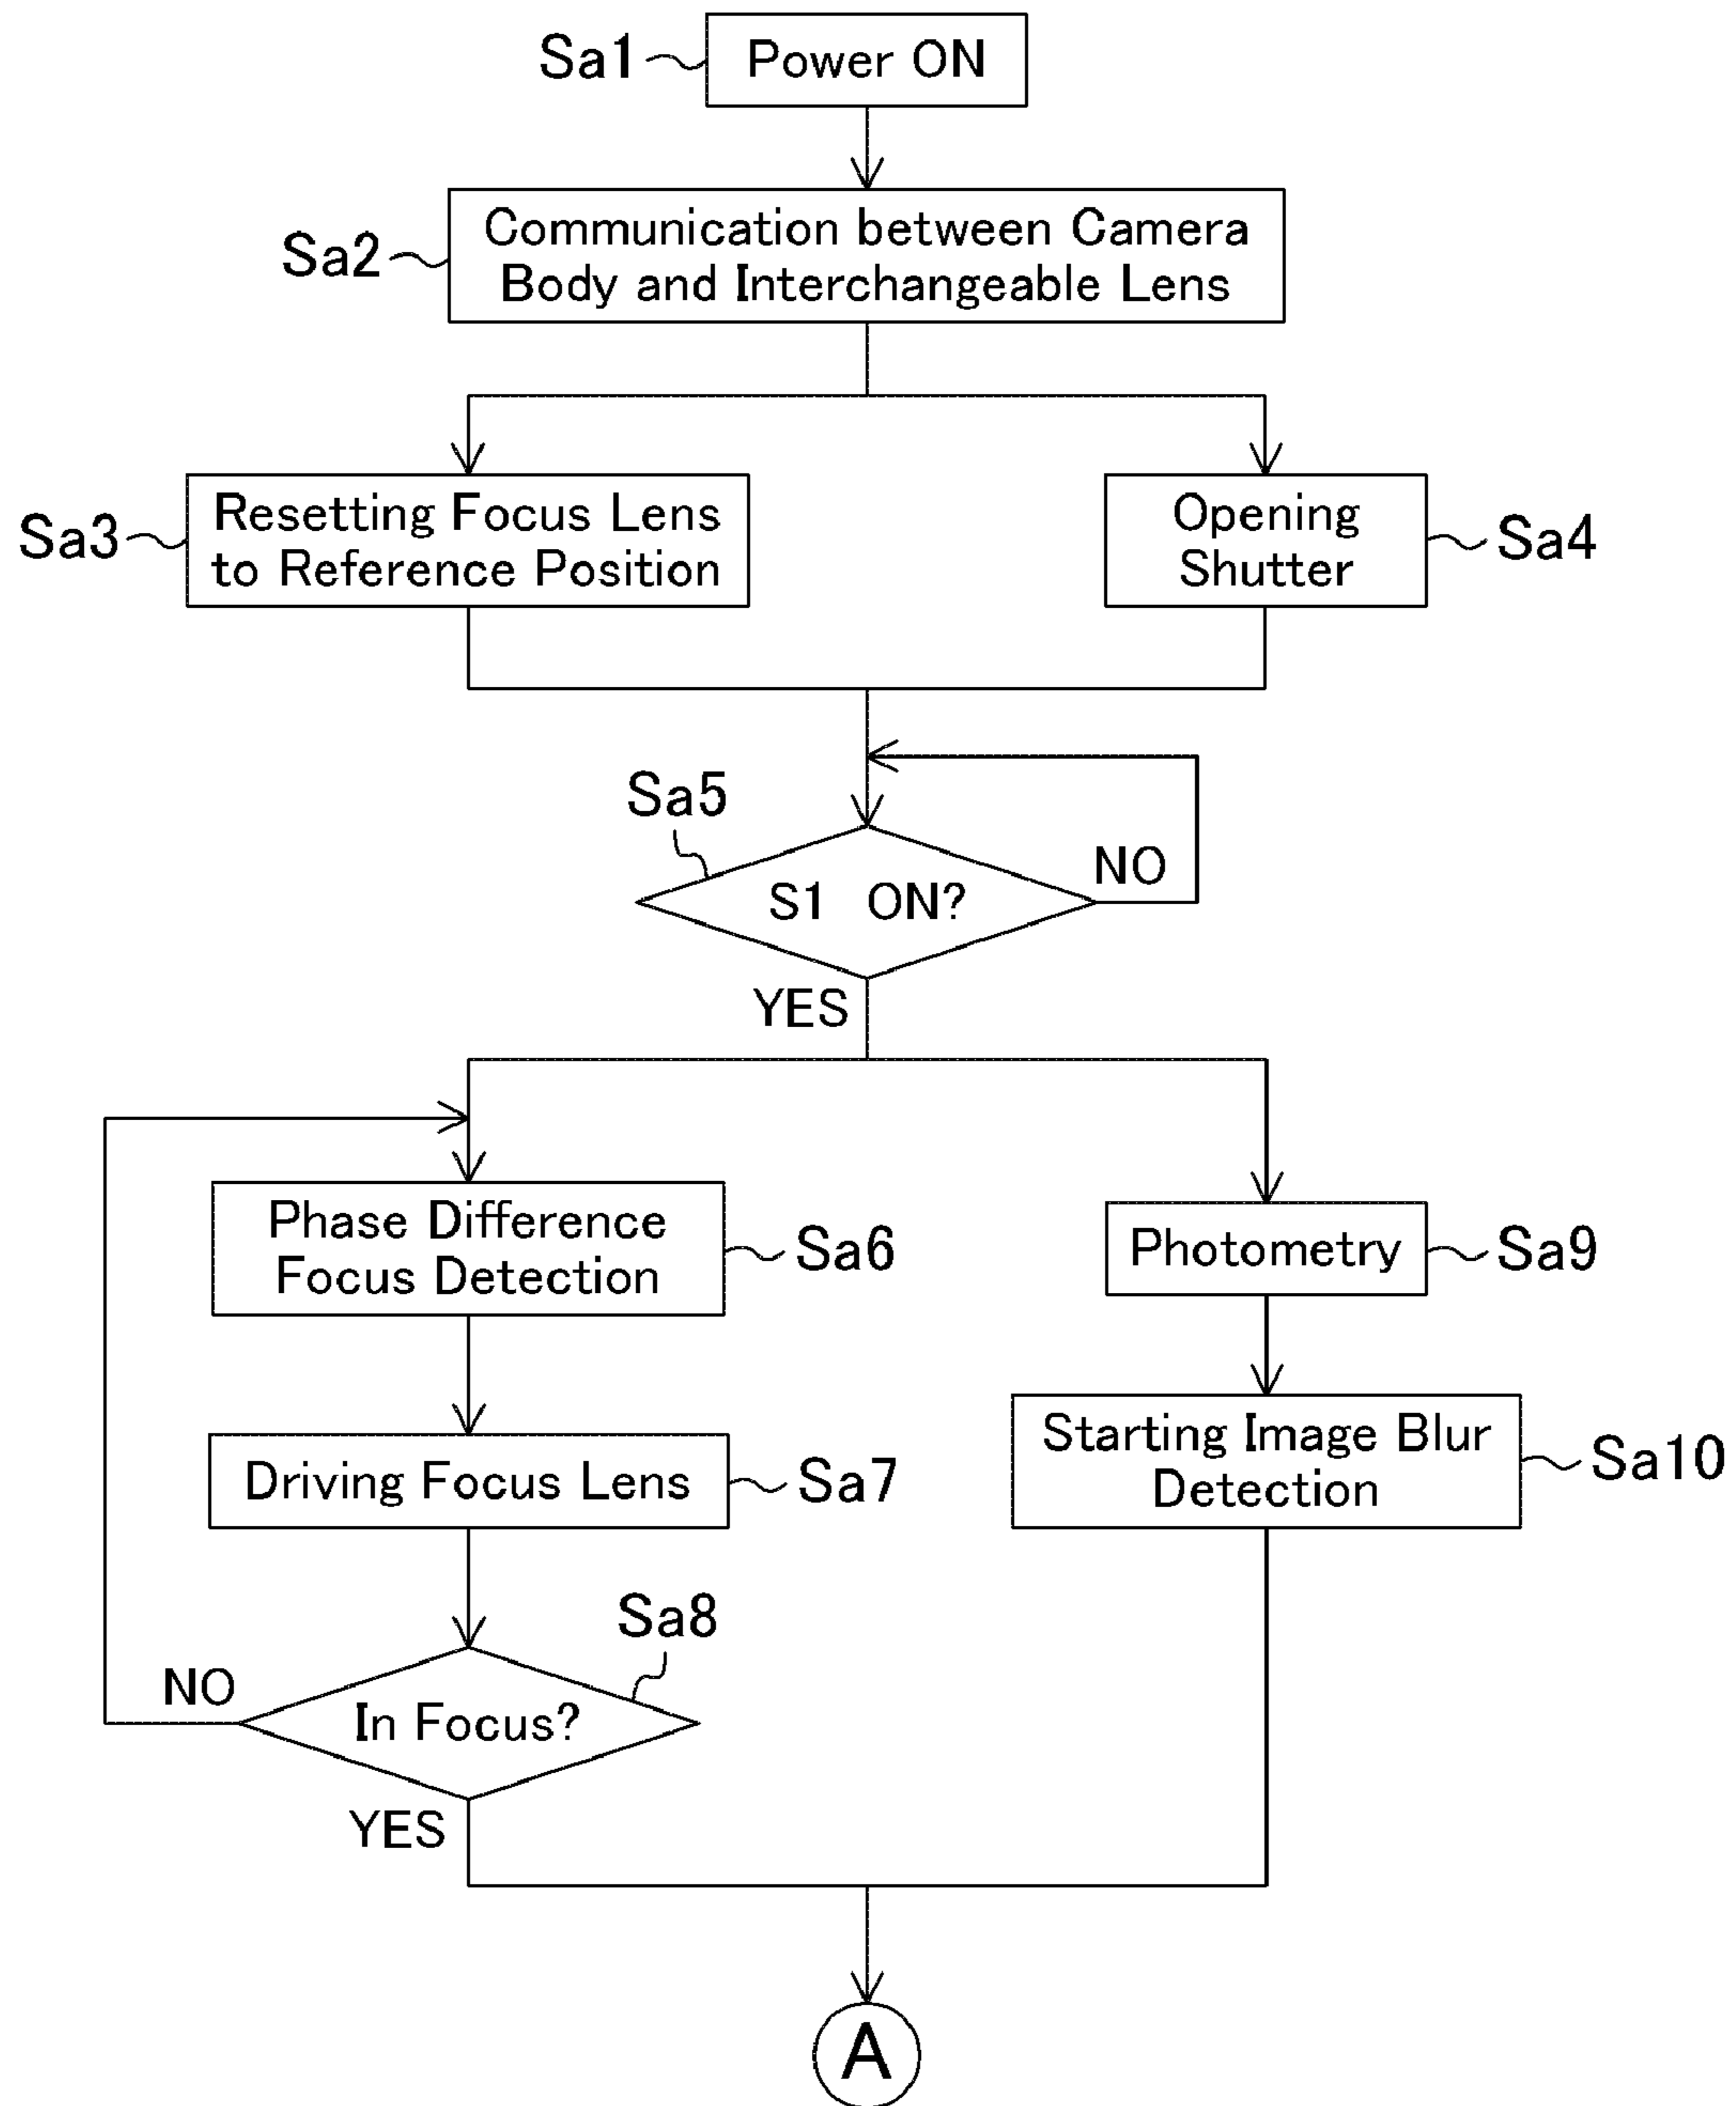 Sa1
Power ON
Sa2
Communication between Camera
Body and Interchangeable Lens
Sa3
Resetting Focus Lens
to Reference Position
Opening
Shutter
Sa4
Sa5
S1 ON?
NO
YES
Phase Difference
Focus Detection
Sa6
Photometry
Sa9
Driving Focus Lens
Sa7
Starting Image Blur
Detection
Sa10
Sa8
NO
In Focus?
YES
A